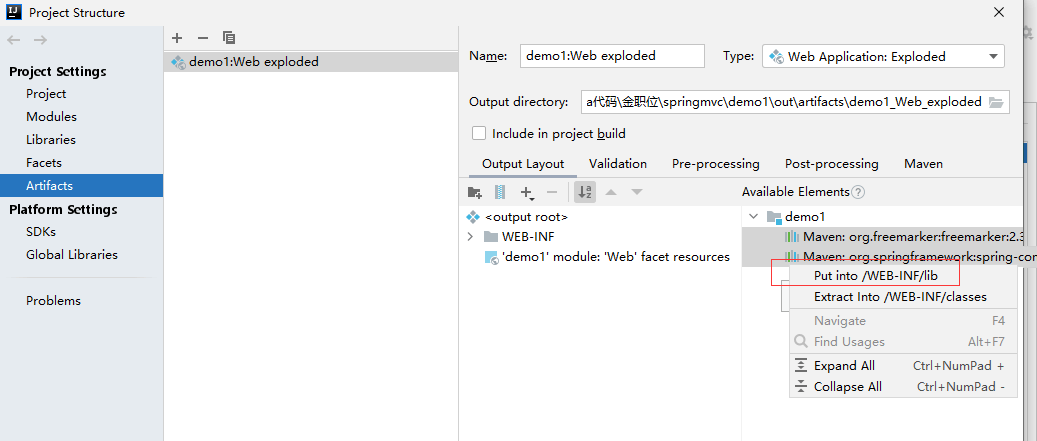 Project Structure
Project Settings
Project
Modules
Libraries
Facets
Artifacts
Platform Settings
SDKs
Global Libraries
Problems
demo1:Web exploded
Name: demo1:Web exploded Type: Web Application: Exploded
Output directory: a代码\金职位\springmvc\demo1\out\artifacts\demo1_Web_exploded
Include in project build
Output Layout Validation Pre-processing Post-processing Maven
Available Elements ?
<output root>
WEB-INF
'demo1' module: 'Web' facet resources
demo1
Maven: org.freemarker:freemarker:2.3
Maven: org.springframework:spring-con
Put into /WEB-INF/lib
Extract Into /WEB-INF/classes
Navigate F4
Find Usages Alt+F7
Expand All Ctrl+NumPad +
Collapse All Ctrl+NumPad -